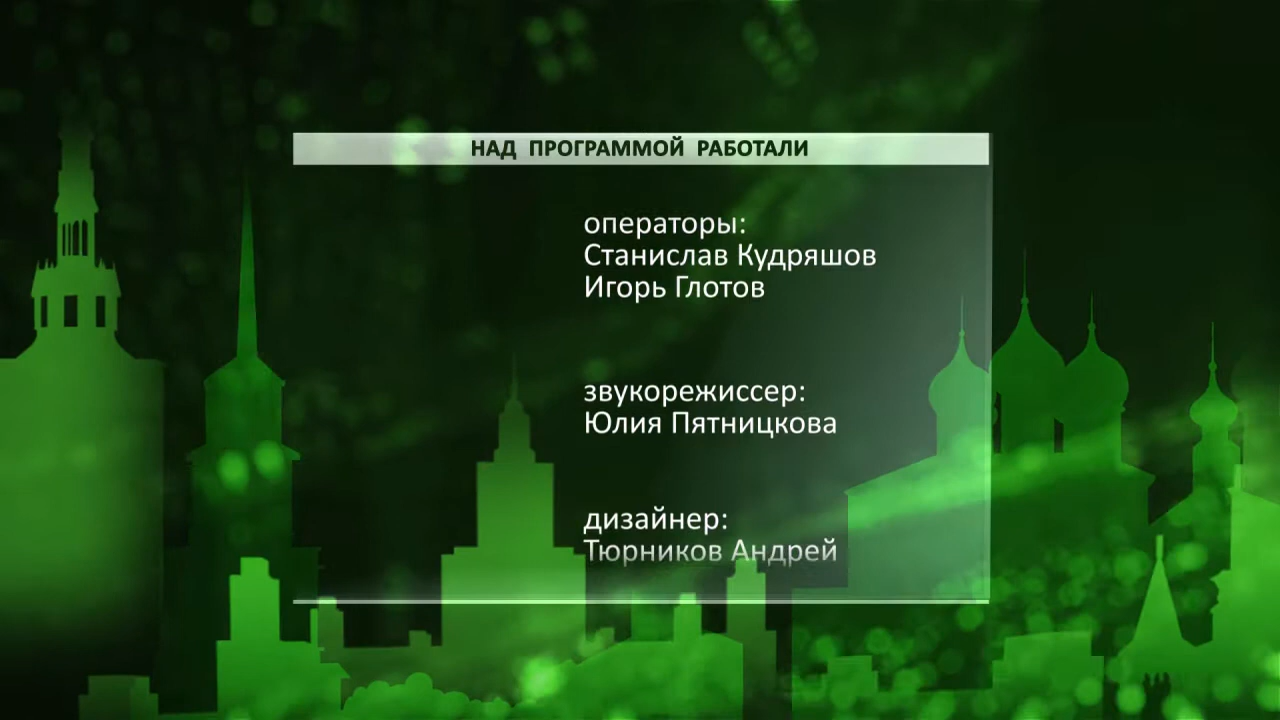 НАД ПРОГРАММОЙ РАБОТАЛИ
операторы:
Станислав Кудряшов
Игорь Глотов
звукорежиссер:
Юлия Пятницкова
дизайнер:
Тюрников Андрей